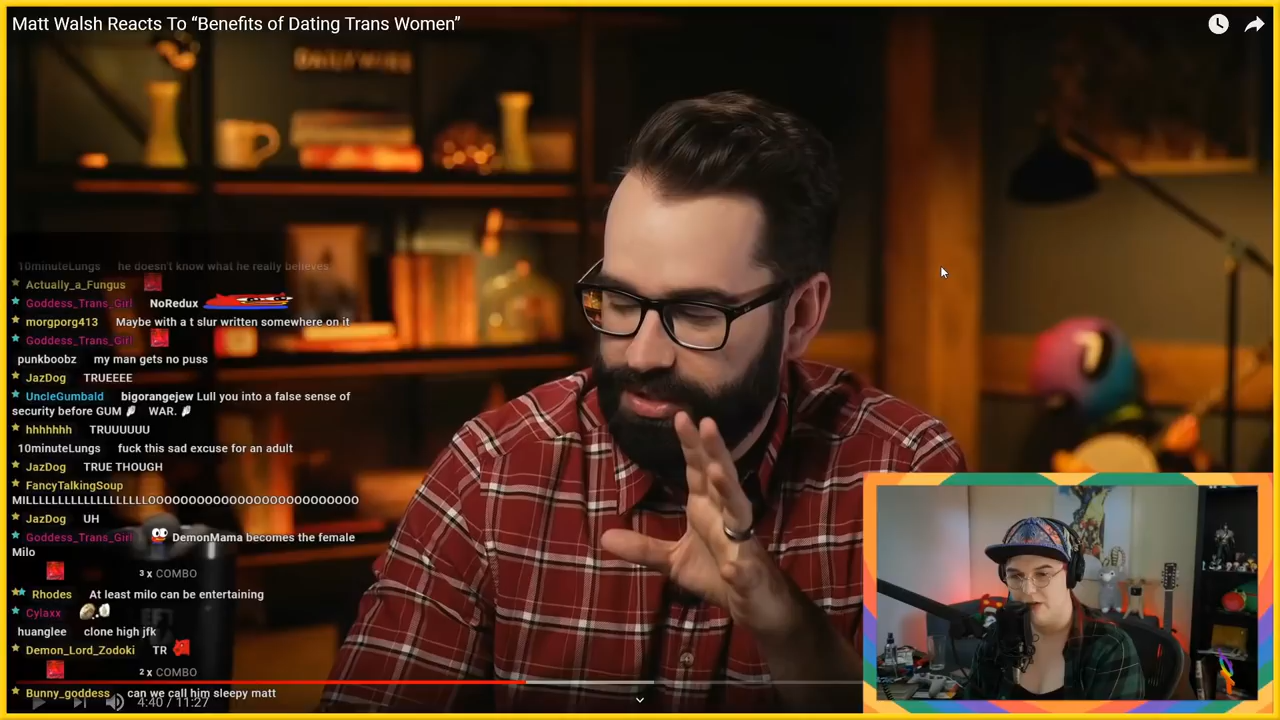 Matt Walsh Reacts To “Benefits of Dating Trans Women”
DAILYWIRE
10minuteLungs he doesn't know what he really believes
Actually_a_Fungus
Goddess_Trans_Girl NoRedux
morgporg413 Maybe with a t slur written somewhere on it
Goddess_Trans_Girl
punkboobz my man gets no puss
JazDog TRUEEEE
UncleGumbald bigorangejew Lull you into a false sense of
security before GUM WAR.
hhhhhhh TRUUUUUU
10minuteLungs fuck this sad excuse for an adult
JazDog TRUE THOUGH
FancyTalkingSoup
MILLLLLLLLLLLLLLLLLLOOOOOOOOOOOOOOOOOOOOOOOOOO
JazDog UH
Goddess_Trans_Girl DemonMama becomes the female
Milo
3 x COMBO
Rhodes At least milo can be entertaining
Cylaxx
huanglee clone high jfk
Demon_Lord_Zodoki TR
2 x COMBO
Bunny_goddess can we call him sleepy matt
4:40 / 11:27